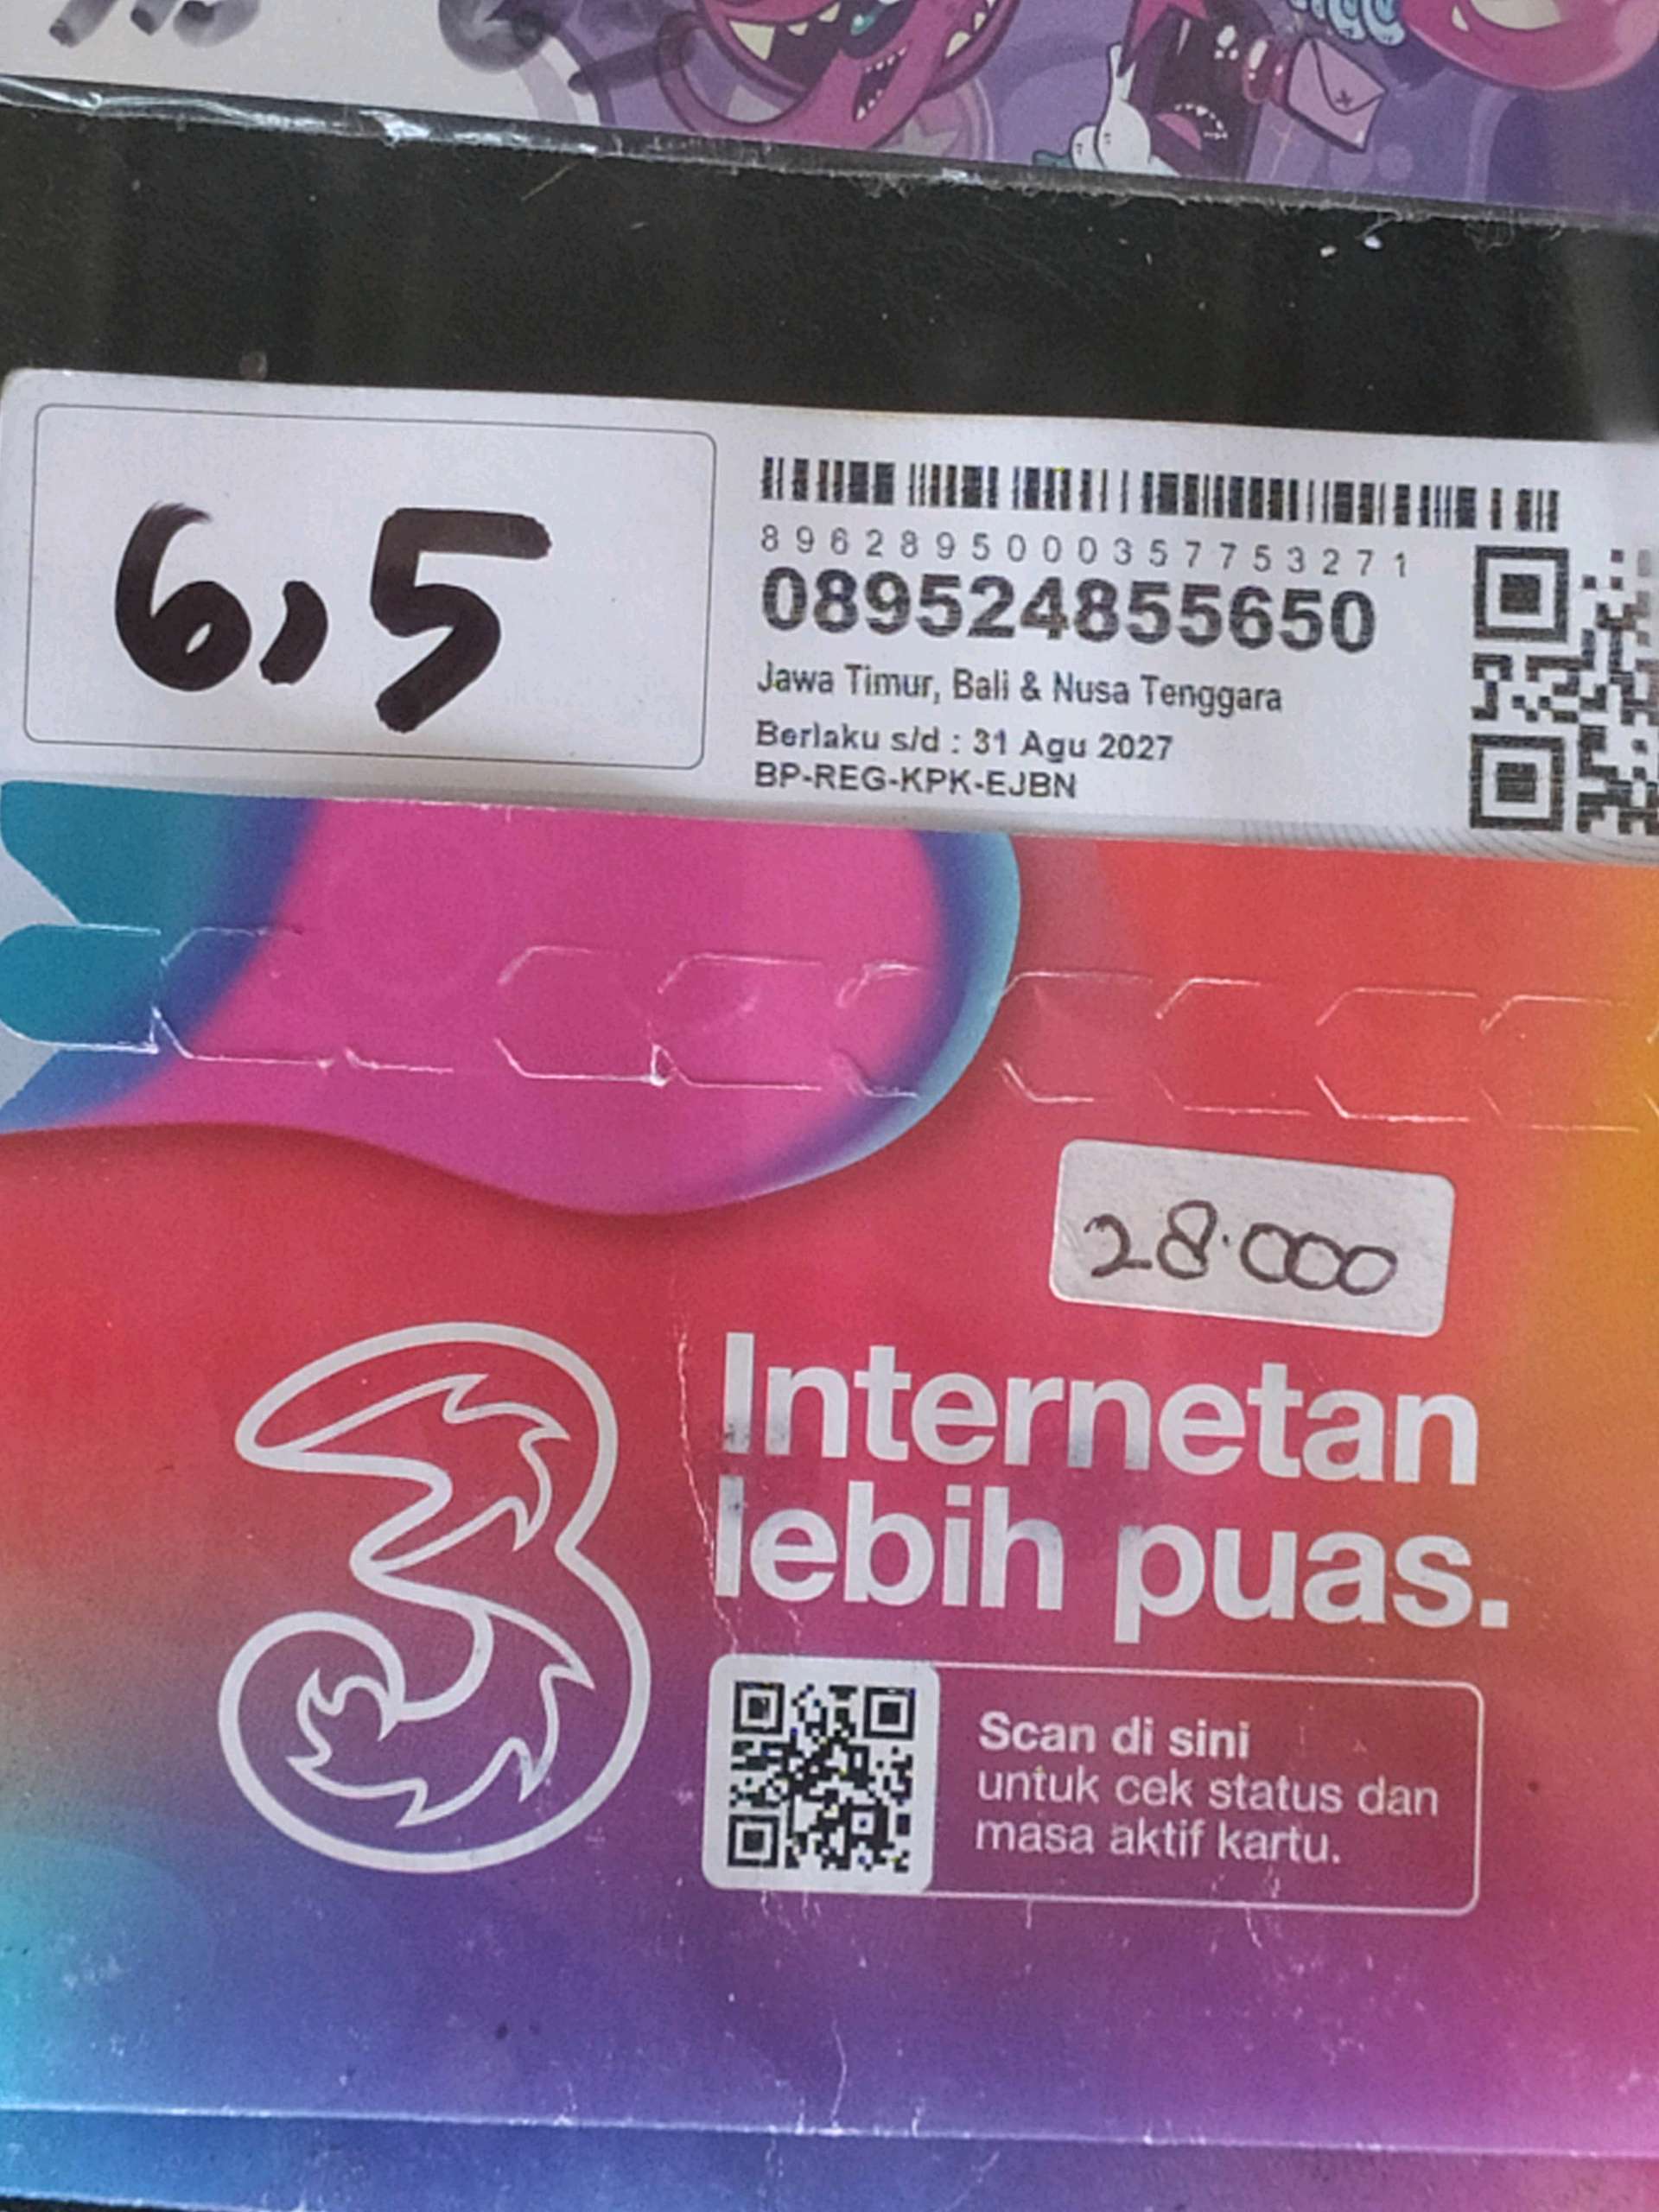 6,5
8962895000357753271
089524855650
Jawa Timur, Bali & Nusa Tenggara
Berlaku s/d : 31 Agu 2027
BP-REG-KPK-EJBN
28.000
3
Internetan
lebih puas.
Scan di sini
untuk cek status dan
masa aktif kartu.